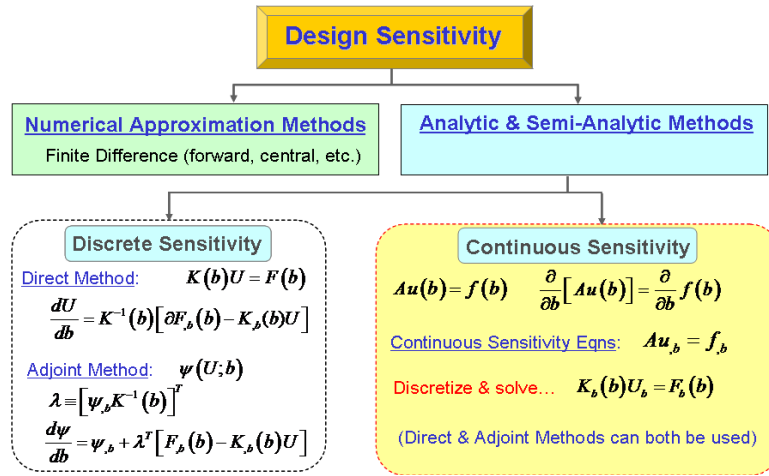 Design Sensitivity
Numerical Approximation Methods
Finite Difference (forward, central, etc.)
Analytic & Semi-Analytic Methods
Discrete Sensitivity
Direct Method: K(b)U = F(b)
dU/db = K⁻¹(b)[∂F,b(b) − K,b(b)U]
Adjoint Method: ψ(U;b)
λ ≡ [ψ,bK⁻¹(b)]ᵀ
dψ/db = ψ,b + λᵀ[F,b(b) − K,b(b)U]
Continuous Sensitivity
Au(b) = f(b) ∂/∂b[Au(b)] = ∂/∂b f(b)
Continuous Sensitivity Eqns: Au,b = f,b
Discretize & solve… K_b(b)U_b = F_b(b)
(Direct & Adjoint Methods can both be used)